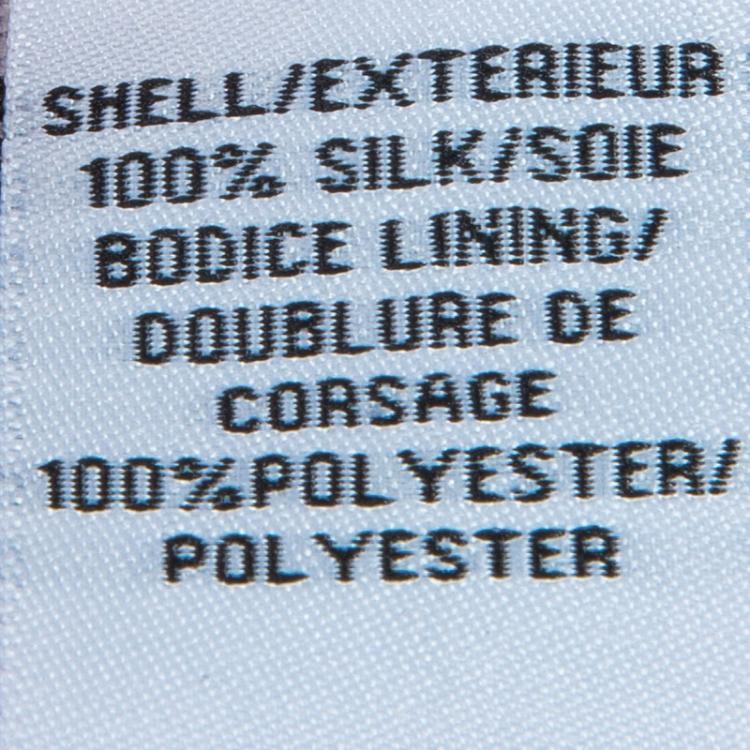 SHELL/EXTERIEUR
100% SILK/SOIE
BODICE LINING/
DOUBLURE DE
CORSAGE
100%POLYESTER/
POLYESTER